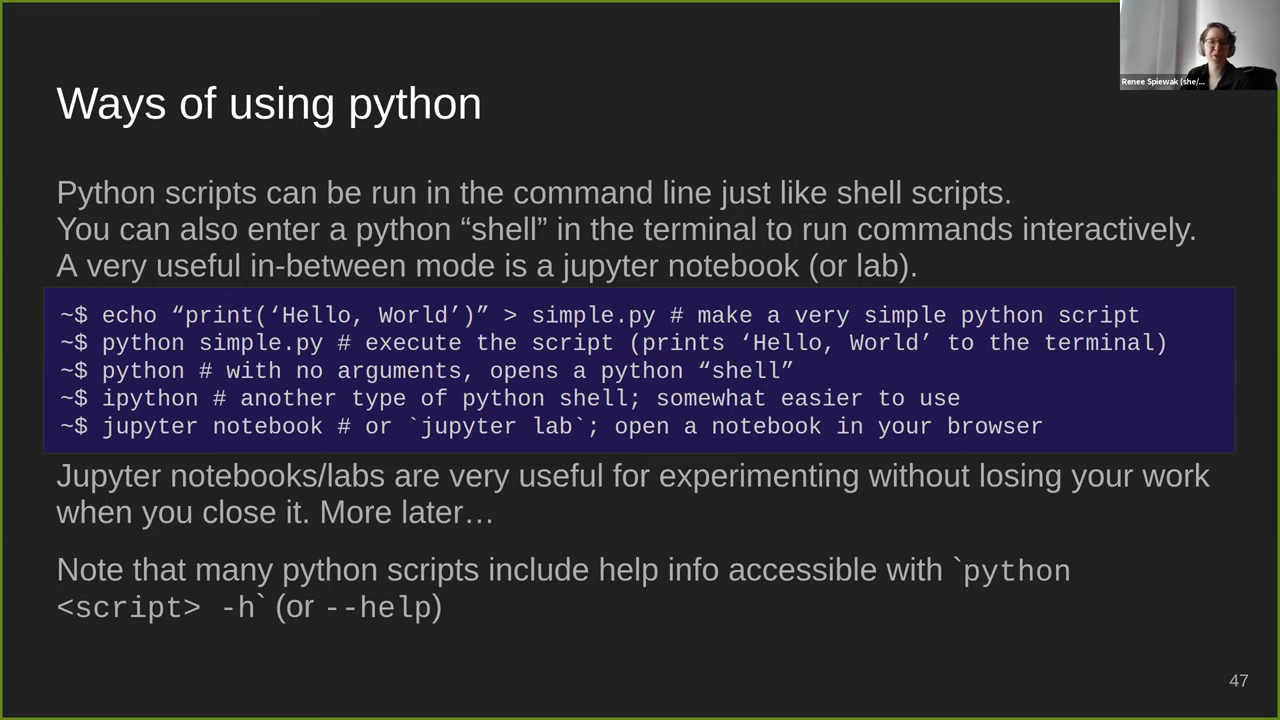 Renee Spiewak (she/...
Ways of using python
Python scripts can be run in the command line just like shell scripts.
You can also enter a python “shell” in the terminal to run commands interactively.
A very useful in-between mode is a jupyter notebook (or lab).
~$ echo “print(‘Hello, World’)” > simple.py # make a very simple python script
~$ python simple.py # execute the script (prints ‘Hello, World’ to the terminal)
~$ python # with no arguments, opens a python “shell”
~$ ipython # another type of python shell; somewhat easier to use
~$ jupyter notebook # or `jupyter lab`; open a notebook in your browser
Jupyter notebooks/labs are very useful for experimenting without losing your work
when you close it. More later…
Note that many python scripts include help info accessible with `python
<script> -h` (or --help)
47